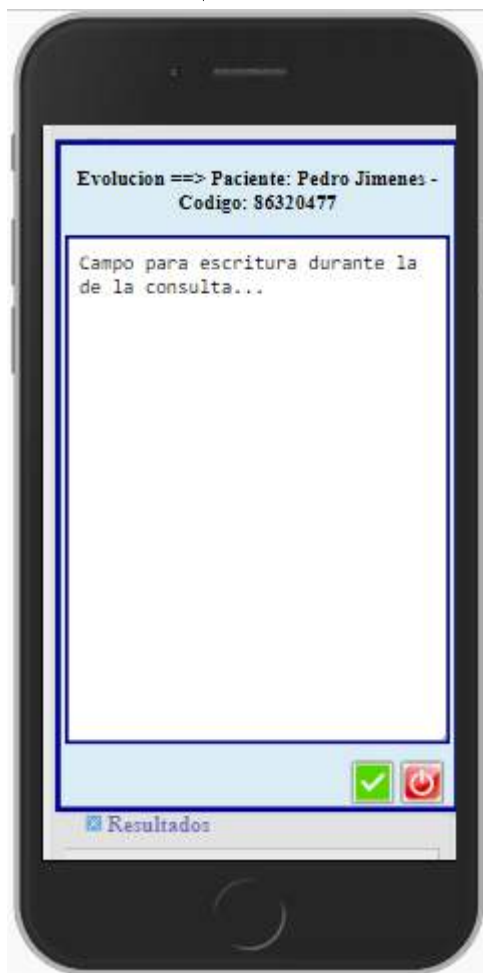 Evolucion ==> Paciente: Pedro Jimenes -
Codigo: 86320477
Campo para escritura durante la
de la consulta...
Resultados